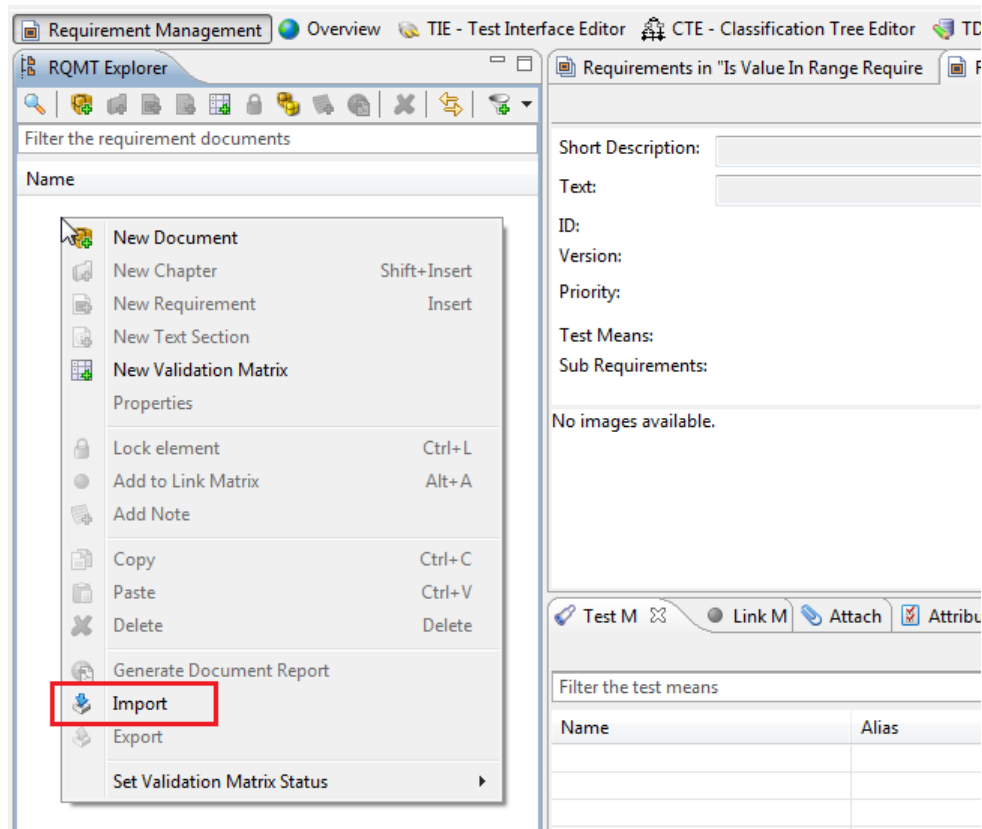 Requirement Management Overview TIE - Test Interface Editor CTE - Classification Tree Editor TD
RQMT Explorer
Filter the requirement documents
Name
New Document
New Chapter Shift+Insert
New Requirement Insert
New Text Section
New Validation Matrix
Properties
Lock element Ctrl+L
Add to Link Matrix Alt+A
Add Note
Copy Ctrl+C
Paste Ctrl+V
Delete Delete
Generate Document Report
Import
Export
Set Validation Matrix Status
Requirements in "Is Value In Range Require
Short Description:
Text:
ID:
Version:
Priority:
Test Means:
Sub Requirements:
No images available.
Test M Link M Attach Attribu
Filter the test means
Name Alias